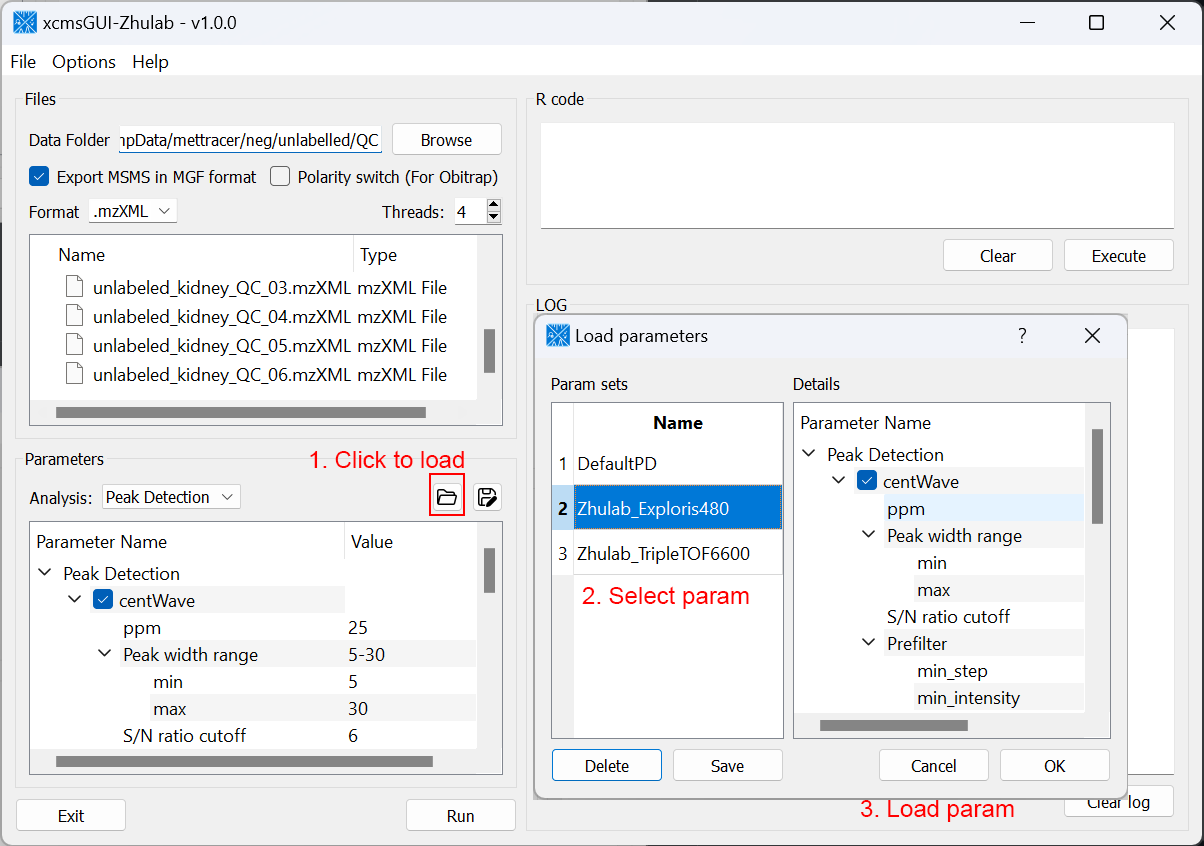 xcmsGUI-Zhulab - v1.0.0
File Options Help
Files
Data Folder npData/mettracer/neg/unlabelled/QC Browse
Export MSMS in MGF format Polarity switch (For Obitrap)
Format .mzXML Threads: 4
Name Type
unlabeled_kidney_QC_03.mzXML mzXML File
unlabeled_kidney_QC_04.mzXML mzXML File
unlabeled_kidney_QC_05.mzXML mzXML File
unlabeled_kidney_QC_06.mzXML mzXML File
Parameters
1. Click to load
Analysis: Peak Detection
Parameter Name Value
Peak Detection
centWave
ppm 25
Peak width range 5-30
min 5
max 30
S/N ratio cutoff 6
Exit Run
R code
Clear Execute
LOG
Load parameters ?
Param sets
Name
1 DefaultPD
2 Zhulab_Exploris480
3 Zhulab_TripleTOF6600
2. Select param
Details
Parameter Name
Peak Detection
centWave
ppm
Peak width range
min
max
S/N ratio cutoff
Prefilter
min_step
min_intensity
Delete Save Cancel OK
3. Load param
Clear log